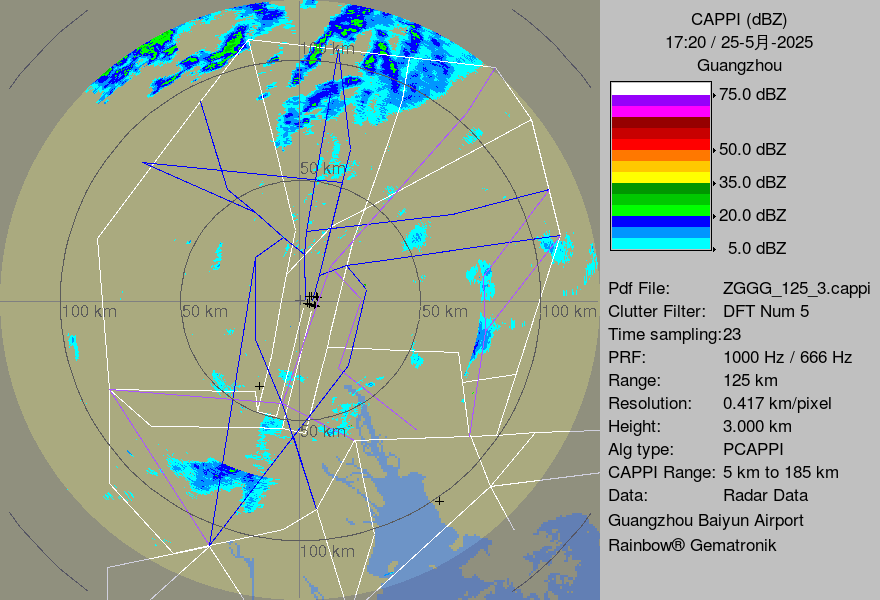 CAPPI (dBZ)
17:20 / 25-5月-2025
Guangzhou
75.0 dBZ
50.0 dBZ
35.0 dBZ
20.0 dBZ
5.0 dBZ
Pdf File: ZGGG_125_3.cappi
Clutter Filter: DFT Num 5
Time sampling:23
PRF: 1000 Hz / 666 Hz
Range: 125 km
Resolution: 0.417 km/pixel
Height: 3.000 km
Alg type: PCAPPI
CAPPI Range: 5 km to 185 km
Data: Radar Data
Guangzhou Baiyun Airport
Rainbow® Gematronik
100 km
50 km
100 km
50 km
50 km
100 km
50 km
100 km